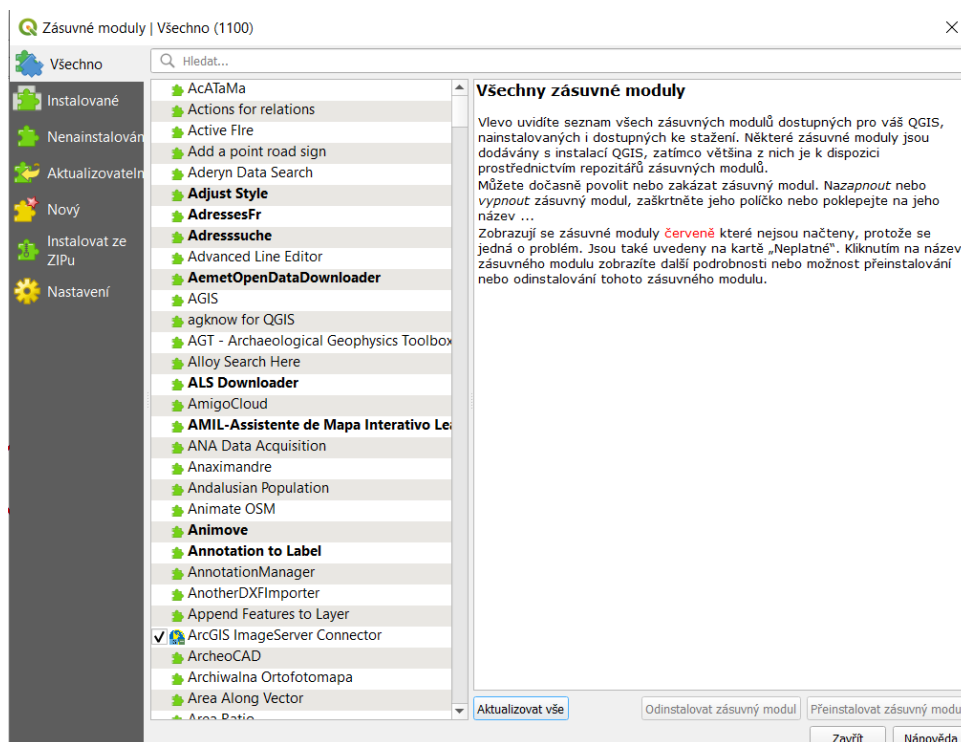 Zásuvné moduly | Všechno (1100)
Všechno
Hledat...
Instalované
Nenainstalován
Aktualizovateln
Nový
Instalovat ze
ZIPu
Nastavení
AcATaMa
Actions for relations
Active FIre
Add a point road sign
Aderyn Data Search
Adjust Style
AdressesFr
Adresssuche
Advanced Line Editor
AemetOpenDataDownloader
AGIS
agknow for QGIS
AGT - Archaeological Geophysics Toolbox
Alloy Search Here
ALS Downloader
AmigoCloud
AMIL-Assistente de Mapa Interativo Lea
ANA Data Acquisition
Anaximandre
Andalusian Population
Animate OSM
Animove
Annotation to Label
AnnotationManager
AnotherDXFImporter
Append Features to Layer
ArcGIS ImageServer Connector
ArcheoCAD
Archiwalna Ortofotomapa
Area Along Vector
Area Ratio
Všechny zásuvné moduly
Vlevo uvidíte seznam všech zásuvných modulů dostupných pro váš QGIS,
nainstalovaných i dostupných ke stažení. Některé zásuvné moduly jsou
dodávány s instalací QGIS, zatímco většina z nich je k dispozici
prostřednictvím repozitářů zásuvných modulů.
Můžete dočasně povolit nebo zakázat zásuvný modul. Nazapnout nebo
vypnout zásuvný modul, zaškrtněte jeho políčko nebo poklepejte na jeho
název ...
Zobrazují se zásuvné moduly červeně které nejsou načteny, protože se
jedná o problém. Jsou také uvedeny na kartě „Neplatné“. Kliknutím na název
zásuvného modulu zobrazíte další podrobnosti nebo možnost přeinstalování
nebo odinstalování tohoto zásuvného modulu.
Aktualizovat vše
Odinstalovat zásuvný modul
Přeinstalovat zásuvný modu
Zavřít
Nápověda